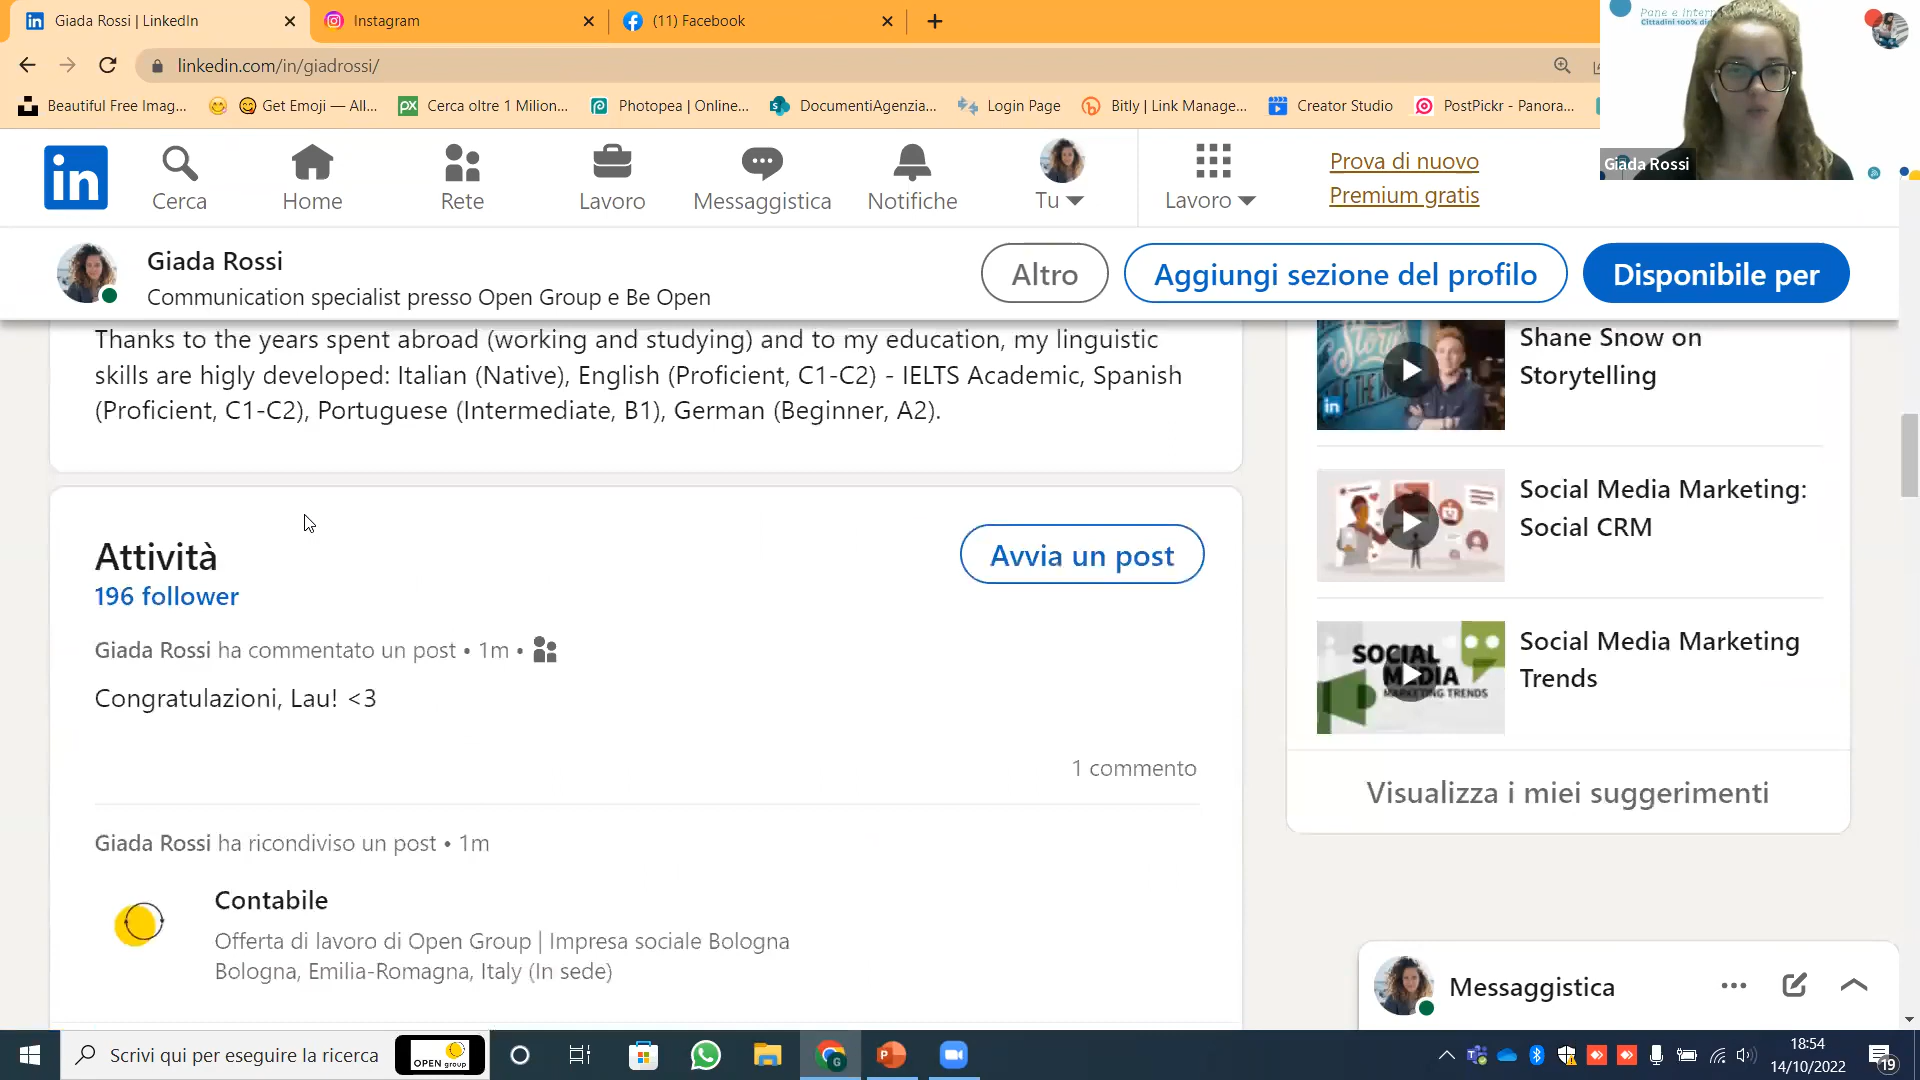 Giada Rossi | LinkedIn
Instagram
(11) Facebook
linkedin.com/in/giadrossi/
Beautiful Free Imag...
Get Emoji — All...
Cerca oltre 1 Milion...
Photopea | Online...
DocumentiAgenzia...
Login Page
Bitly | Link Manage...
Creator Studio
PostPickr - Panora...
Giada Rossi
in
Cerca
Home
Rete
Lavoro
Messaggistica
Notifiche
Tu
Lavoro
Prova di nuovo
Premium gratis
Giada Rossi
Communication specialist presso Open Group e Be Open
Altro
Aggiungi sezione del profilo
Disponibile per
Thanks to the years spent abroad (working and studying) and to my education, my linguistic
skills are higly developed: Italian (Native), English (Proficient, C1-C2) - IELTS Academic, Spanish
(Proficient, C1-C2), Portuguese (Intermediate, B1), German (Beginner, A2).
Attività
196 follower
Avvia un post
Giada Rossi ha commentato un post • 1m •
Congratulazioni, Lau! <3
1 commento
Giada Rossi ha ricondiviso un post • 1m
Contabile
Offerta di lavoro di Open Group | Impresa sociale Bologna
Bologna, Emilia-Romagna, Italy (In sede)
Shane Snow on
Storytelling
Social Media Marketing:
Social CRM
SOCIAL
MEDIA
MARKETING TRENDS
Social Media Marketing
Trends
Visualizza i miei suggerimenti
Messaggistica
Scrivi qui per eseguire la ricerca
OPEN group
18:54
14/10/2022
19